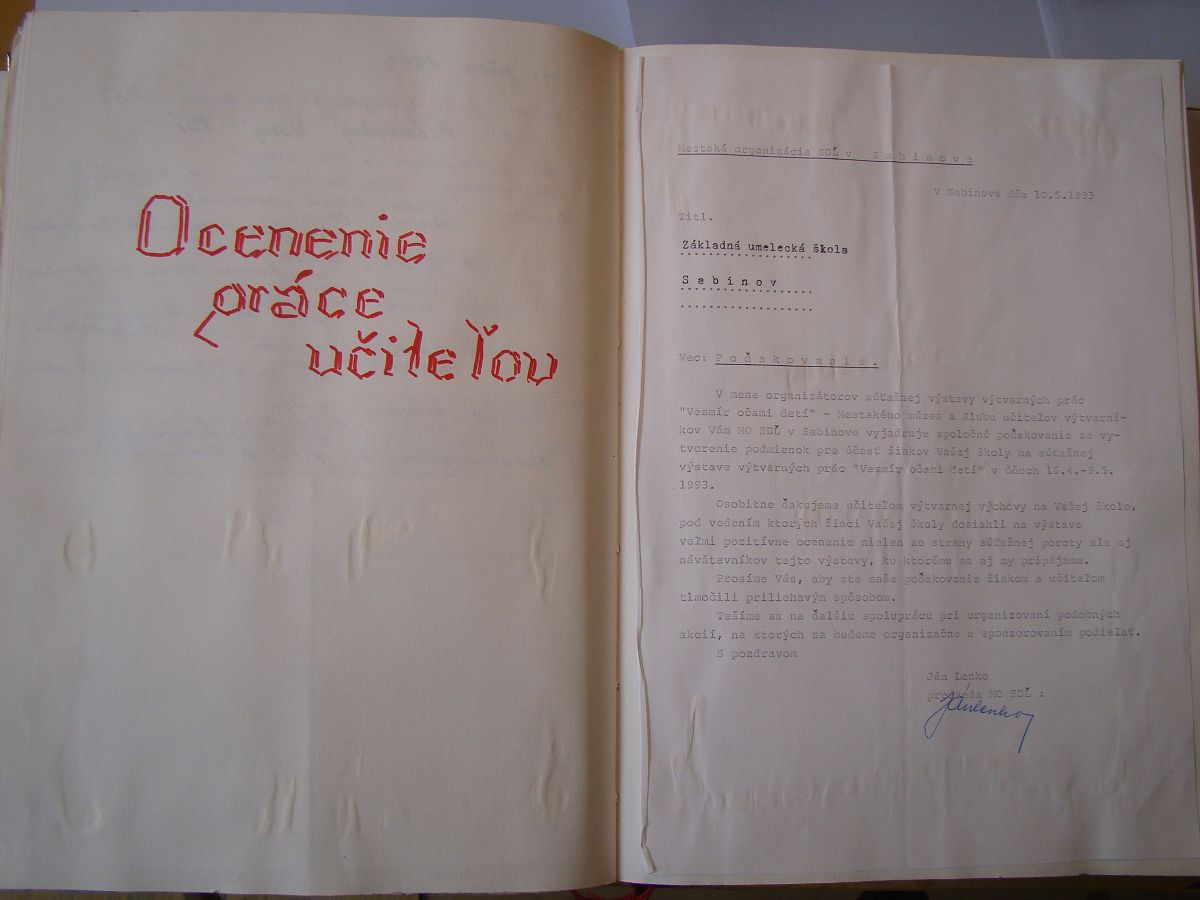 Ocenenie
práce
učiteľov
Mestská organizácia SDĽ v S a b i n o v e
V Sabinove dňa 10.5.1993
Titl.
Základná umelecká škola
S a b i n o v
Vec: P o ď a k o v a n i e .
V mene organizátorov súťažnej výstavy výtvarných prác
"Vesmír očami detí" - Mestského múzea a Klubu učiteľov výtvarní-
kov Vám MO SDĽ v Sabinove vyjadruje spoločné poďakovanie za vy-
tvorenie podmienok pre účasť žiakov Vašej školy na súťažnej
výstave výtvarných prác "Vesmír očami detí" v dňoch 16.4.-9.5.
1993.
Osobitne ďakujeme učiteľom výtvarnej výchovy na Vašej škole,
pod vedením ktorých žiaci Vašej školy dosiahli na výstave
veľmi pozitívne ocenenie nielen zo strany súťažnej poroty ale ej
návštevníkov tejto výstavy, ku ktorému sa ej my pripájame.
Prosíme Vás, aby ste naše poďakovanie žiakom a učiteľom
tlmočili priliehavým spôsobom.
Tešíme sa na ďalšiu spoluprácu pri organizovaní podobných
akcií, na ktorých sa budeme organizačne a sponzorovaním podieľať.
S pozdravom
Ján Lenko
predseda MO SDĽ :